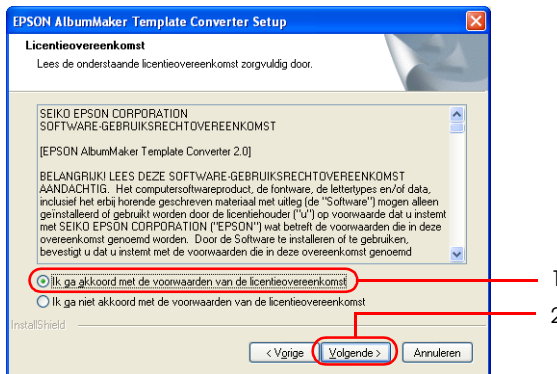 EPSON AlbumMaker Template Converter Setup
Licentieovereenkomst
Lees de onderstaande licentieovereenkomst zorgvuldig door.
SEIKO EPSON CORPORATION
SOFTWARE-GEBRUIKSRECHTOVEREENKOMST
[EPSON AlbumMaker Template Converter 2.0]
BELANGRIJK! LEES DEZE SOFTWARE-GEBRUIKSRECHTOVEREENKOMST
AANDACHTIG. Het computersoftwareproduct, de fontware, de lettertypes en/of data,
inclusief het erbij horende geschreven materiaal met uitleg (de "Software") mogen alleen
geïnstalleerd of gebruikt worden door de licentiehouder ("u") op voorwaarde dat u instemt
met SEIKO EPSON CORPORATION ("EPSON") wat betreft de voorwaarden die in deze
overeenkomst genoemd worden. Door de Software te installeren of te gebruiken,
bevestigt u dat u instemt met de voorwaarden die in deze overeenkomst genoemd
Ik ga akkoord met de voorwaarden van de licentieovereenkomst
1
Ik ga niet akkoord met de voorwaarden van de licentieovereenkomst
2
InstallShield
< Vorige
Volgende >
Annuleren